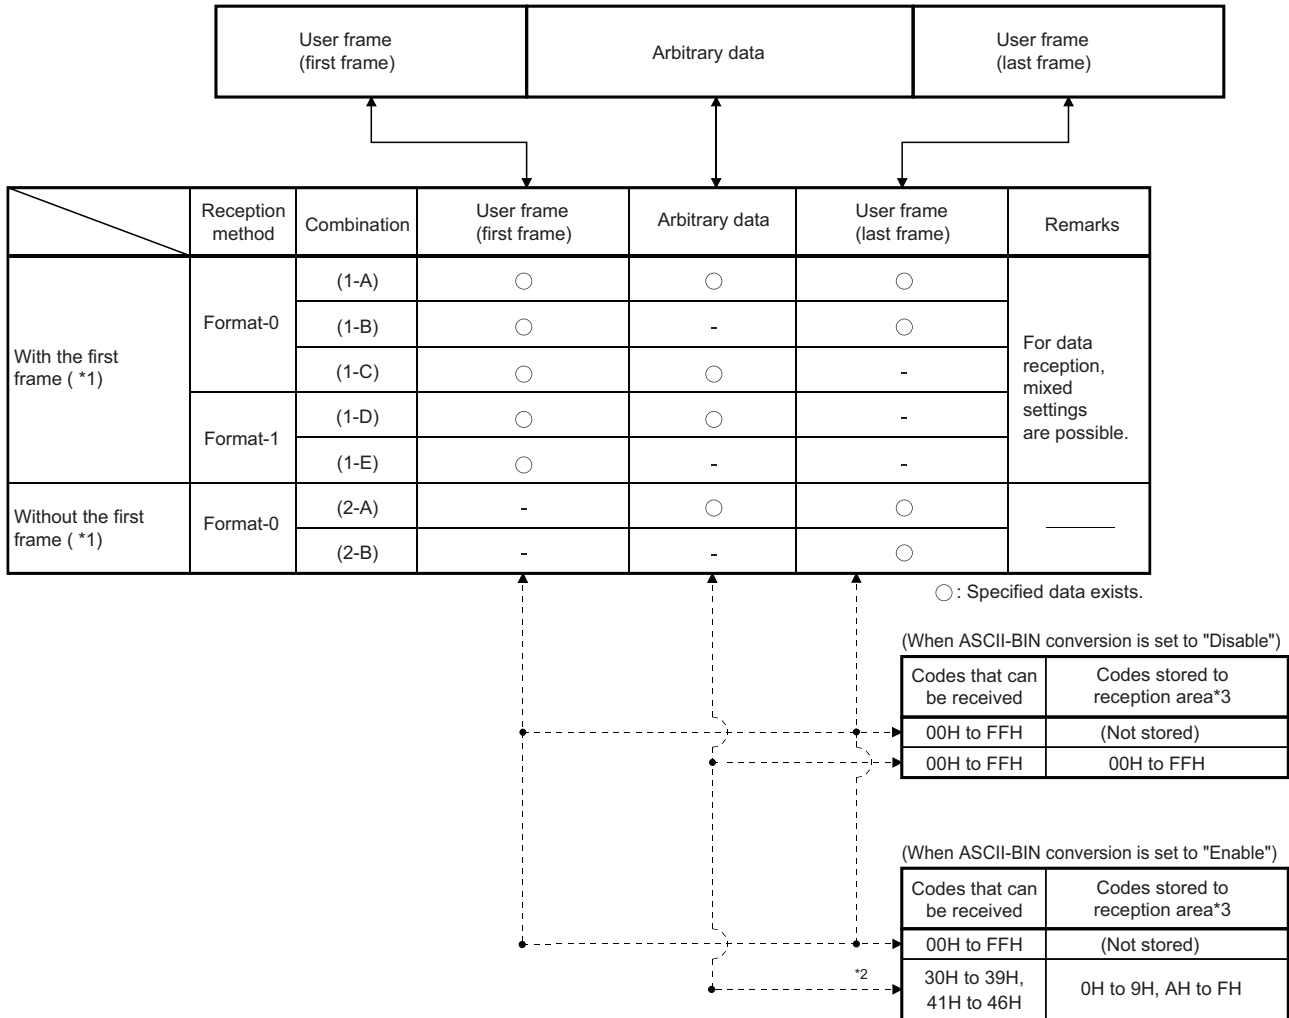 User frame
(first frame)
Arbitrary data
User frame
(last frame)
Reception
method
Combination
User frame
(first frame)
Arbitrary data
User frame
(last frame)
Remarks
With the first
frame ( *1)
Format-0
(1-A)
(1-B)
-
(1-C)
-
Format-1
(1-D)
-
(1-E)
-
-
For data
reception,
mixed
settings
are possible.
Without the first
frame ( *1)
Format-0
(2-A)
-
(2-B)
-
-
○ : Specified data exists.
(When ASCII-BIN conversion is set to "Disable")
Codes that can
be received
Codes stored to
reception area*3
00H to FFH
(Not stored)
00H to FFH
00H to FFH
(When ASCII-BIN conversion is set to "Enable")
Codes that can
be received
Codes stored to
reception area*3
00H to FFH
(Not stored)
*2
30H to 39H,
41H to 46H
0H to 9H, AH to FH